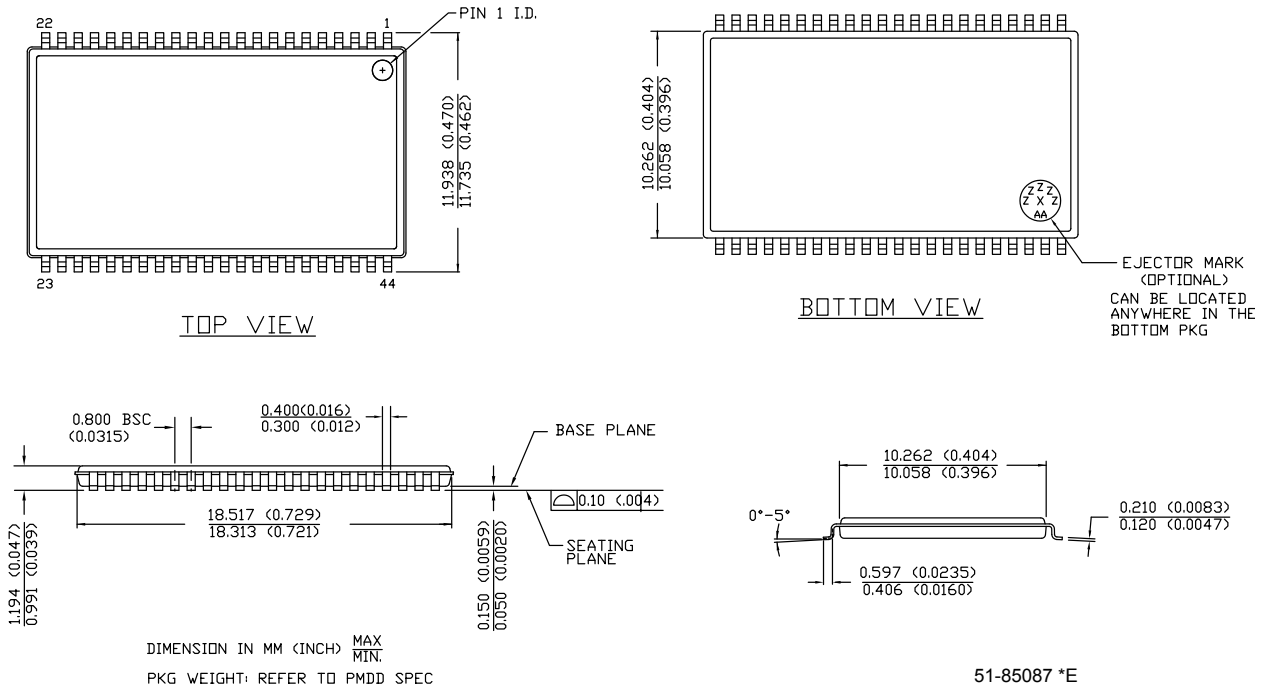 22
1
PIN 1 I.D.
11.938 (0.470)
11.735 (0.462)
23
44
TOP VIEW
10.262 (0.404)
10.058 (0.396)
Z Z Z
Z X Z
AA
EJECTOR MARK
(OPTIONAL)
CAN BE LOCATED
ANYWHERE IN THE
BOTTOM PKG
BOTTOM VIEW
0.800 BSC
(0.0315)
0.400(0.016)
0.300 (0.012)
BASE PLANE
0.10 (.004)
18.517 (0.729)
18.313 (0.721)
1.194 (0.047)
0.991 (0.039)
0.150 (0.0059)
0.050 (0.0020)
SEATING
PLANE
10.262 (0.404)
10.058 (0.396)
0°-5°
0.210 (0.0083)
0.120 (0.0047)
0.597 (0.0235)
0.406 (0.0160)
DIMENSION IN MM (INCH) MAX
MIN.
PKG WEIGHT: REFER TO PMDD SPEC
51-85087 *E